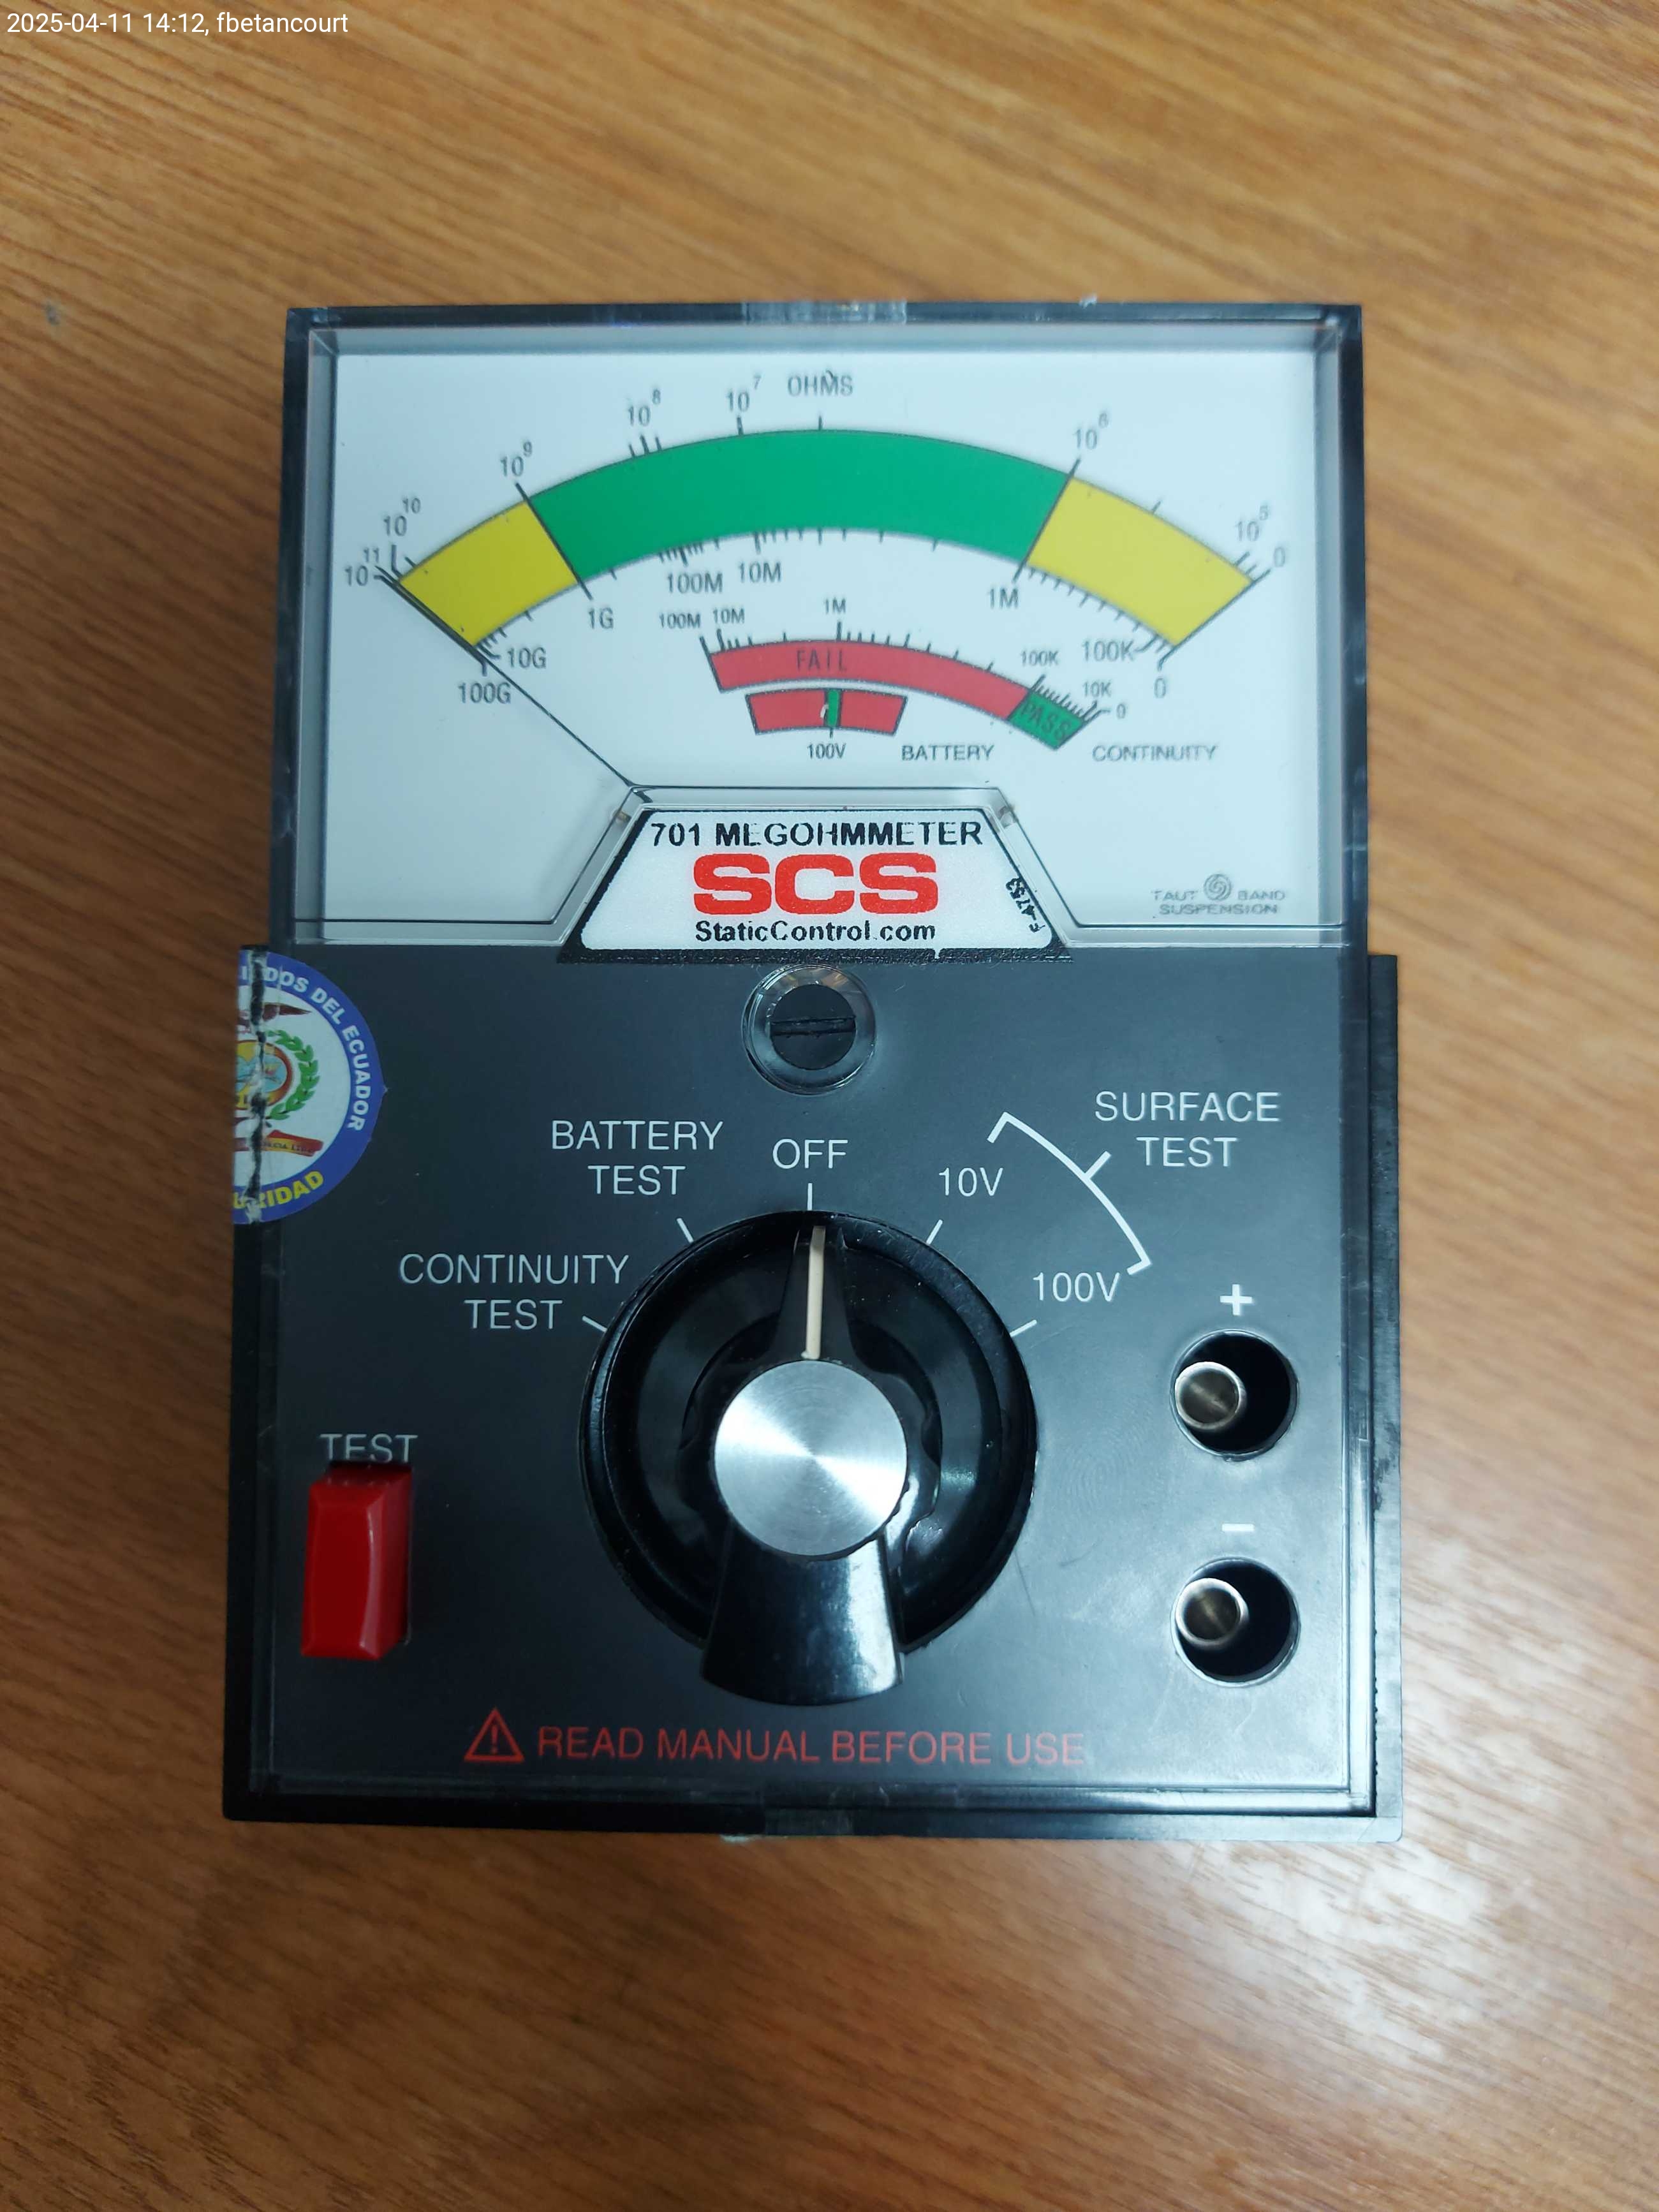 2025-04-11 14:12, fbetancourt
OHMS
10⁷
10⁸
10⁶
10⁹
10¹⁰
10⁵
10¹¹
0
100M 10M
1G
1M
10G
100K
100G
0
100M 10M 1M
100K
10K
0
FAIL
PASS
100V
BATTERY
CONTINUITY
701 MEGOHMMETER
SCS
StaticControl.com
F-4753
TAUT BAND
SUSPENSION
DOS DEL ECUADOR
RIDAD
BATTERY
TEST
OFF
10V
SURFACE
TEST
CONTINUITY
TEST
100V
+
TEST
−
READ MANUAL BEFORE USE